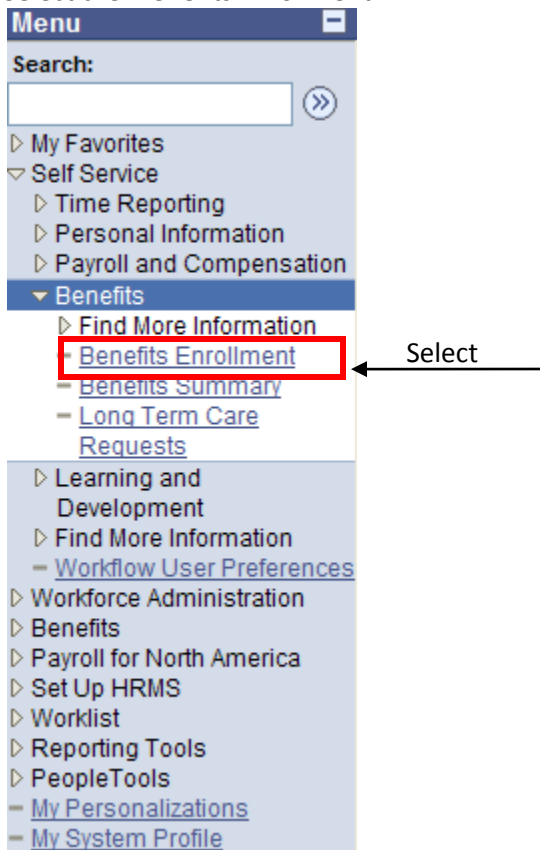 Menu
Search:
My Favorites
Self Service
Time Reporting
Personal Information
Payroll and Compensation
Benefits
Find More Information
Benefits Enrollment
Select
Benefits Summary
Long Term Care
Requests
Learning and
Development
Find More Information
Workflow User Preferences
Workforce Administration
Benefits
Payroll for North America
Set Up HRMS
Worklist
Reporting Tools
PeopleTools
My Personalizations
My System Profile